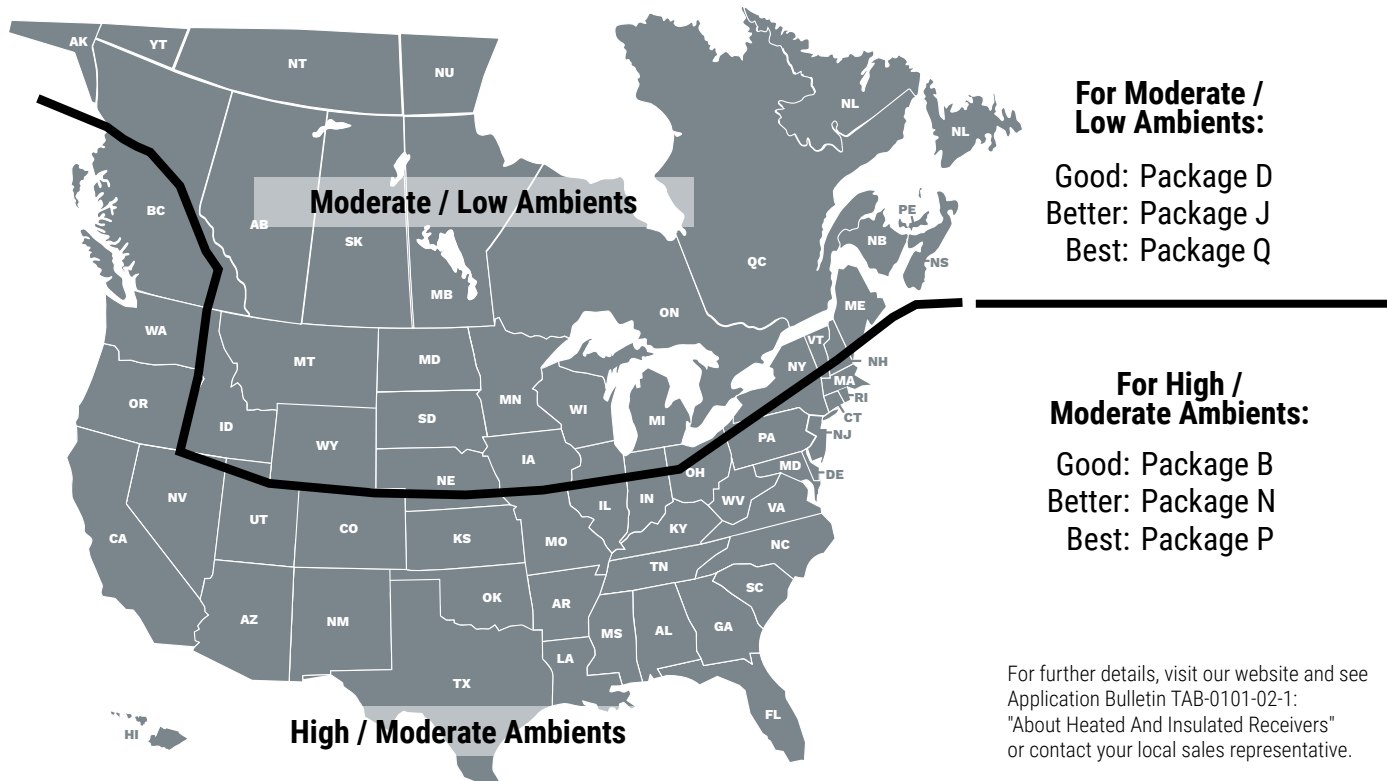 AK
YT
NT
NU
NL
NL
BC
Moderate / Low Ambients
AB
SK
MB
ON
QC
PE
NB
NS
WA
MT
MD
ME
VT
NH
NY
MA
RI
CT
OR
ID
SD
MN
WI
MI
WY
NE
IA
PA
NJ
OH
MD
DE
NV
UT
CO
KS
MO
IL
IN
WV
VA
KY
CA
NC
TN
SC
AZ
NM
OK
AR
MS
AL
GA
LA
TX
FL
HI
High / Moderate Ambients
For Moderate /
Low Ambients:
Good: Package D
Better: Package J
Best: Package Q
For High /
Moderate Ambients:
Good: Package B
Better: Package N
Best: Package P
For further details, visit our website and see
Application Bulletin TAB-0101-02-1:
"About Heated And Insulated Receivers"
or contact your local sales representative.